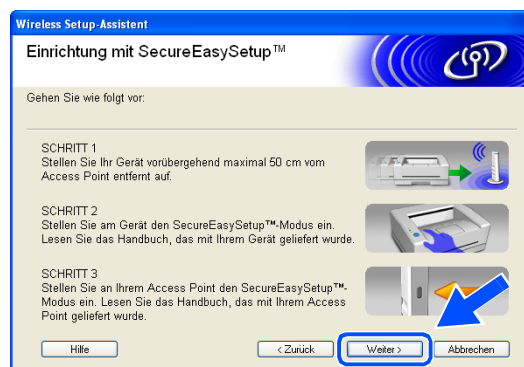 Wireless Setup-Assistent
Einrichtung mit SecureEasySetup™
Gehen Sie wie folgt vor:
SCHRITT 1
Stellen Sie Ihr Gerät vorübergehend maximal 50 cm vom
Access Point entfernt auf.
SCHRITT 2
Stellen Sie am Gerät den SecureEasySetup™-Modus ein.
Lesen Sie das Handbuch, das mit Ihrem Gerät geliefert wurde.
SCHRITT 3
Stellen Sie an Ihrem Access Point den SecureEasySetup™-
Modus ein. Lesen Sie das Handbuch, das mit Ihrem Access
Point geliefert wurde.
Hilfe
< Zurück
Weiter >
Abbrechen